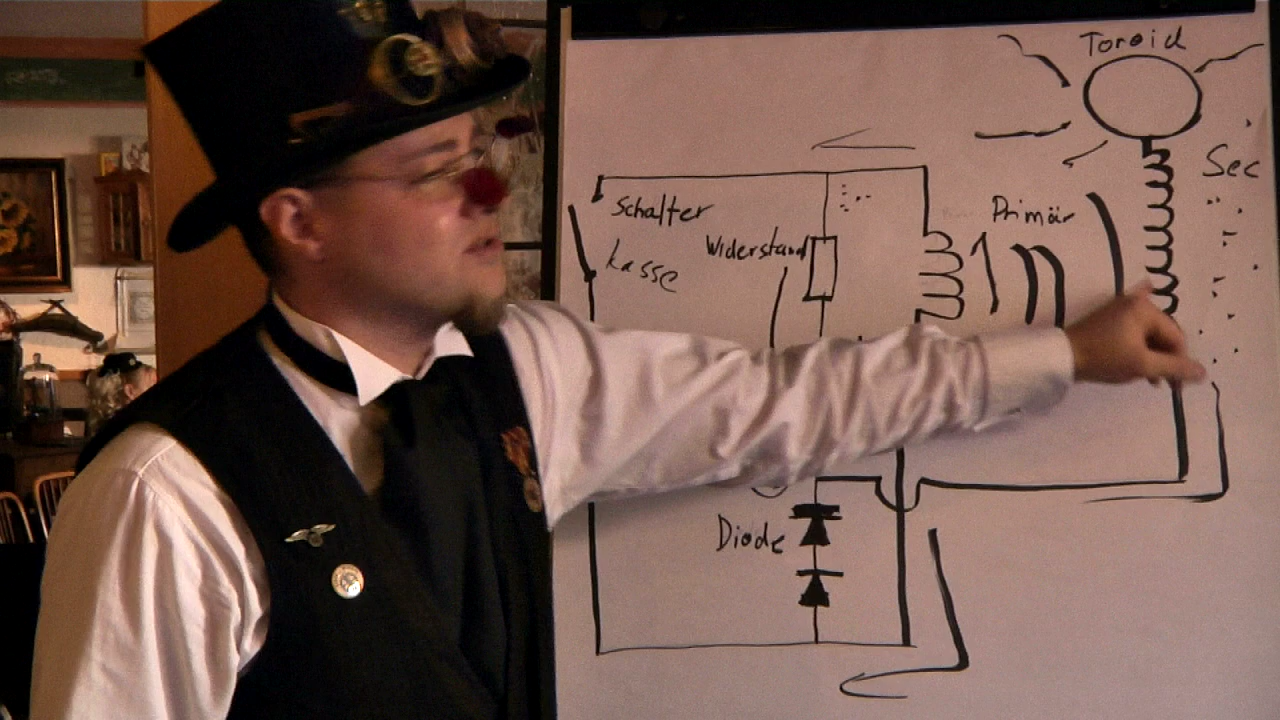 Toroid
Sec
Schalter
Primär
Widerstand
kasse
Diode